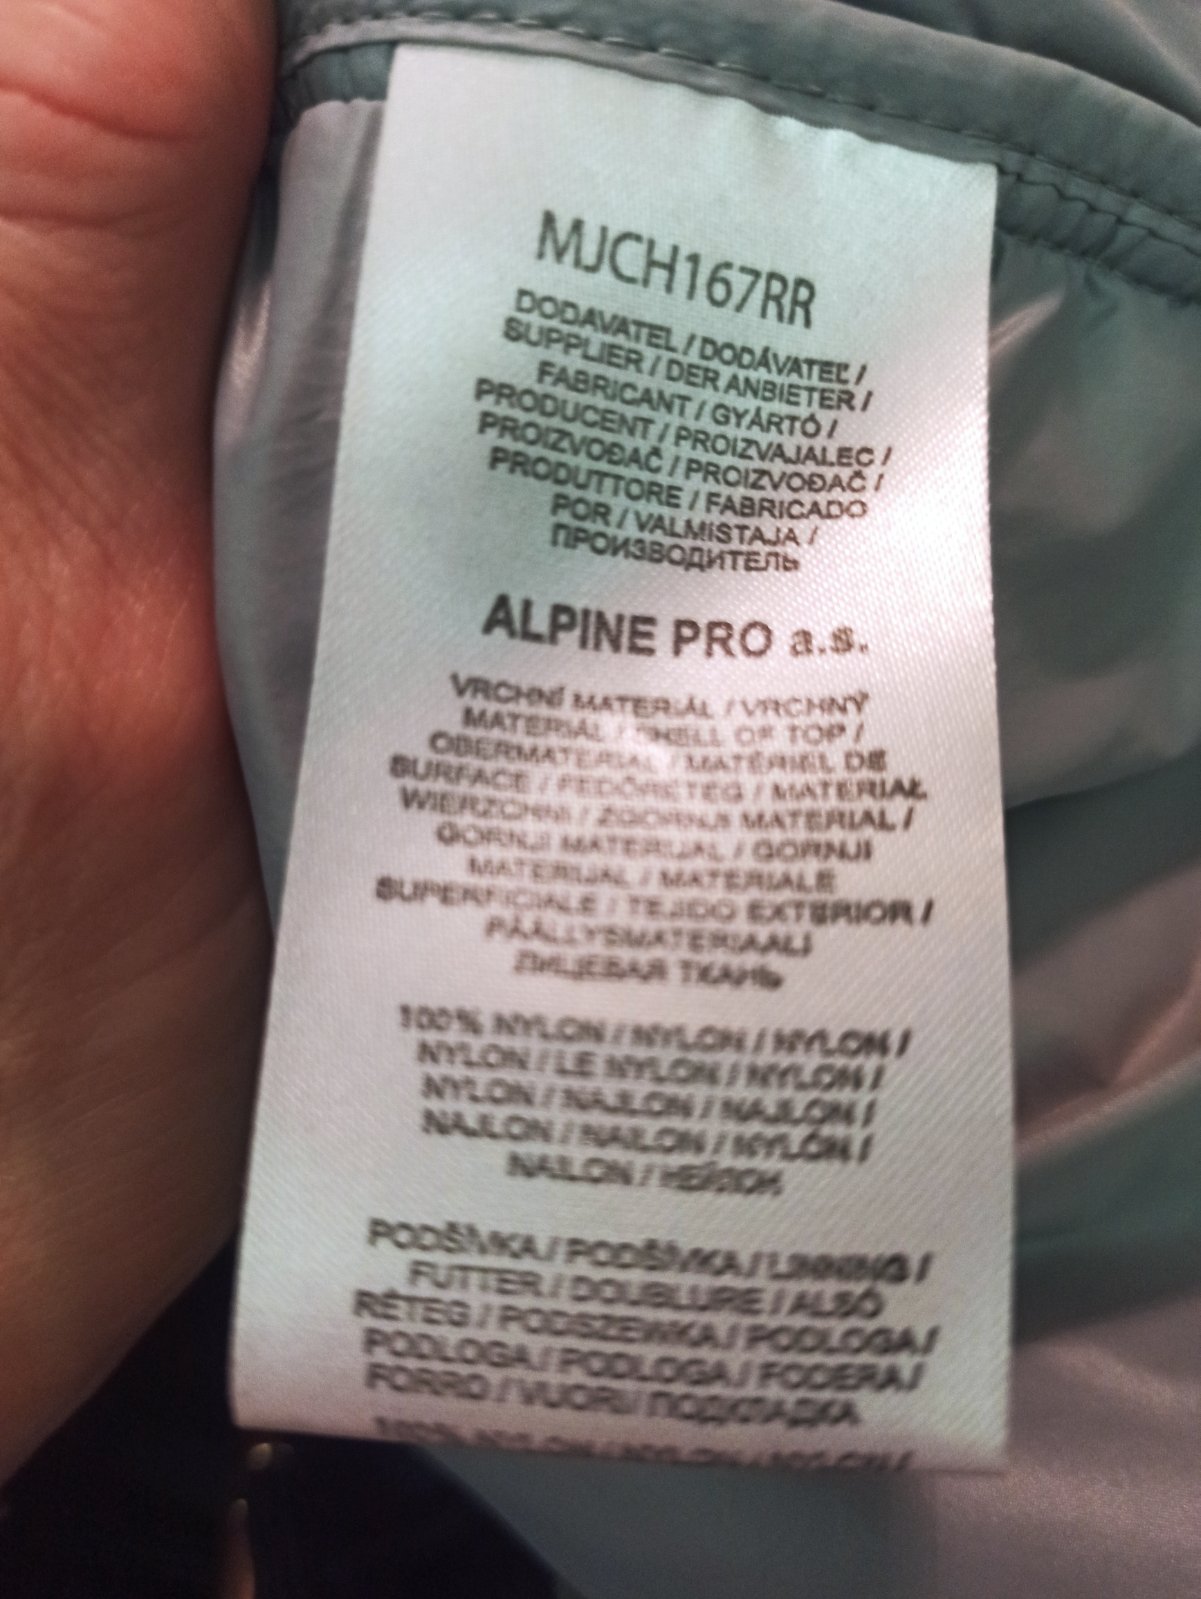 MJCH167RR
DODAVATEL / DODÁVATEĽ /
SUPPLIER / DER ANBIETER /
FABRICANT / GYÁRTÓ /
PRODUCENT / PROIZVAJALEC /
PROIZVOĐAČ / PROIZVOĐAČ /
PRODUTTORE / FABRICADO
POR / VALMISTAJA /
ПРОИЗВОДИТЕЛЬ
ALPINE PRO a.s.
VRCHNÍ MATERIÁL / VRCHNÝ
MATERIÁL / SHELL OF TOP /
OBERMATERIAL / MATÉRIEL DE
SURFACE / FEDŐRÉTEG / MATERIAŁ
WIERZCHNI / ZGORNJI MATERIAL /
GORNJI MATERIJAL / GORNJI
MATERIJAL / MATERIALE
SUPERFICIALE / TEJIDO EXTERIOR /
PÄÄLLYSMATERIAALI
ЛИЦЕВАЯ ТКАНЬ
100% NYLON / NYLON / NYLON /
NYLON / LE NYLON / NYLON /
NYLON / NAJLON / NAJLON /
NAJLON / NAILON / NYLÓN /
NAILON / НЕЙЛОН
PODŠÍVKA / PODŠÍVKA / LINNING /
FUTTER / DOUBLURE / ALSÓ
RÉTEG / PODSZEWKA / PODLOGA /
PODLOGA / PODLOGA / FODERA /
FORRO / VUORI / ПОДКЛАДКА